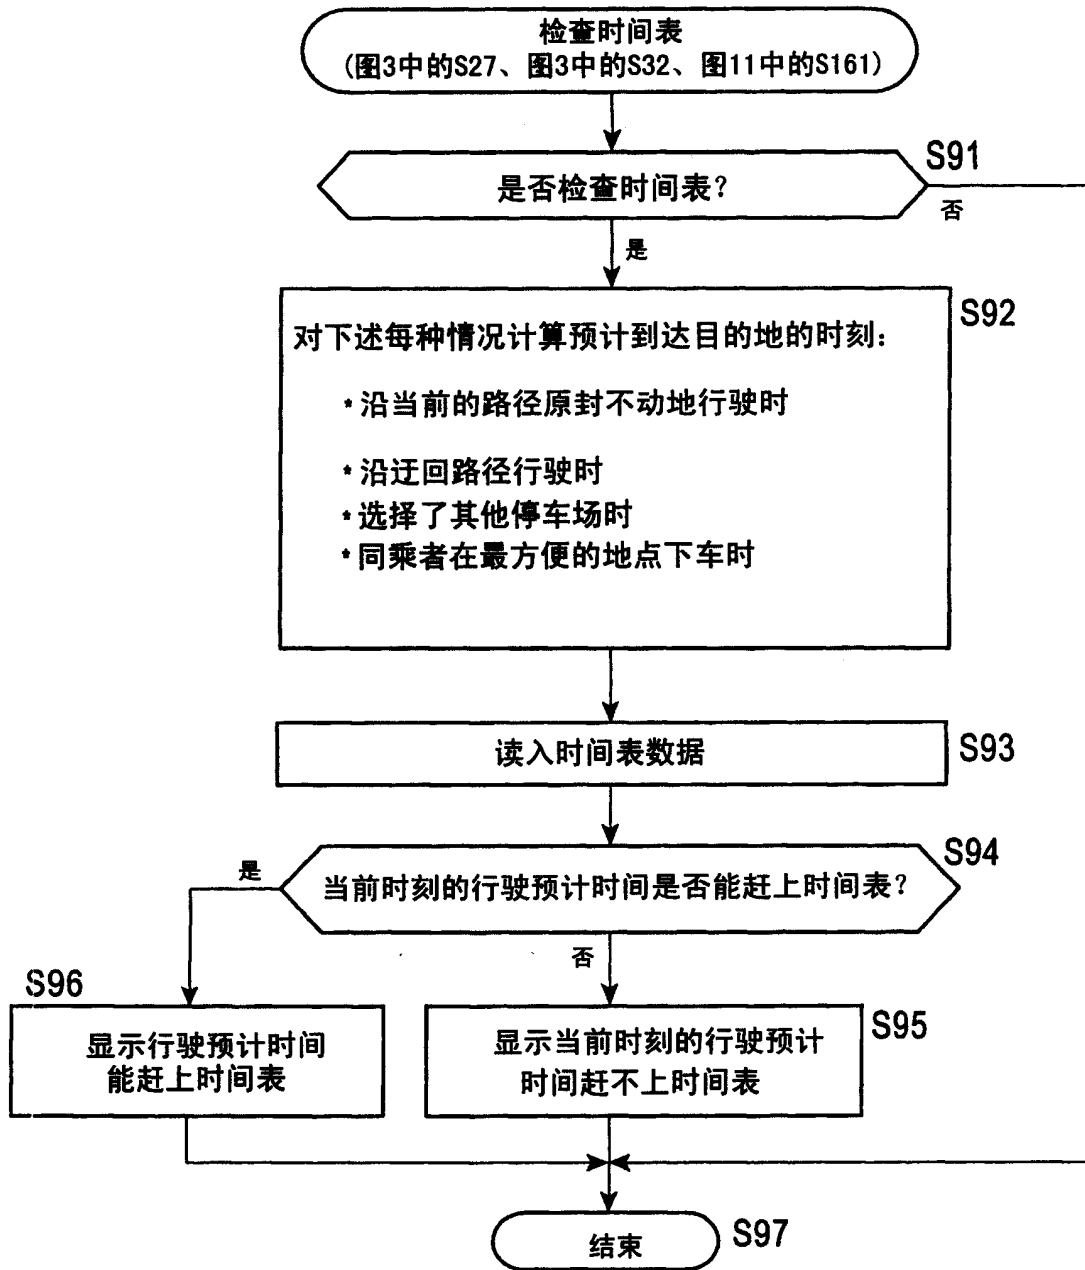 检查时间表
(图3中的S27、图3中的S32、图11中的S161)
S91
是否检查时间表?
否
是
S92
对下述每种情况计算预计到达目的地的时刻:
*沿当前的路径原封不动地行驶时
*沿迂回路径行驶时
*选择了其他停车场时
*同乘者在最方便的地点下车时
读入时间表数据
S93
S94
是
当前时刻的行驶预计时间是否能赶上时间表?
否
S96
S95
显示行驶预计时间
能赶上时间表
显示当前时刻的行驶预计
时间赶不上时间表
结束
S97